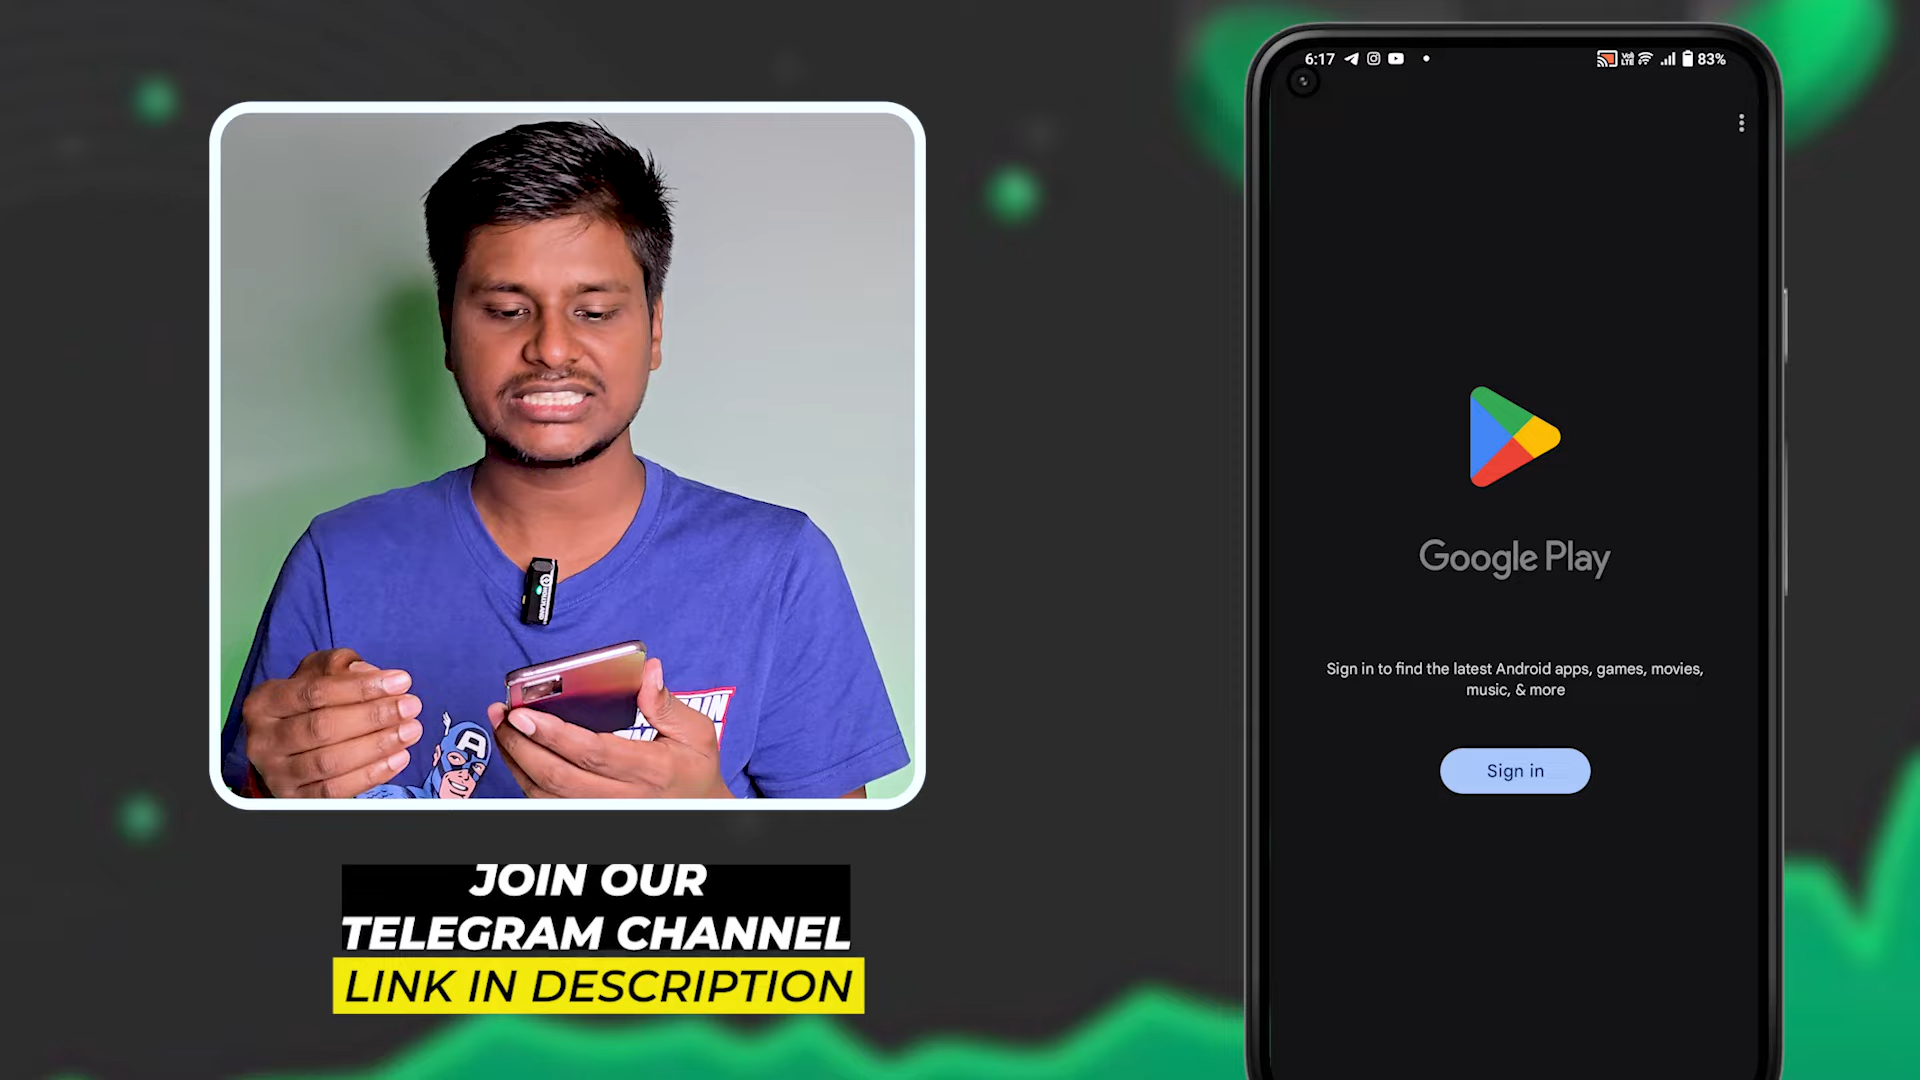 6:17
VoLTE
83%
A
JOIN OUR
TELEGRAM CHANNEL
LINK IN DESCRIPTION
Google Play
Sign in to find the latest Android apps, games, movies,
music, & more
Sign in